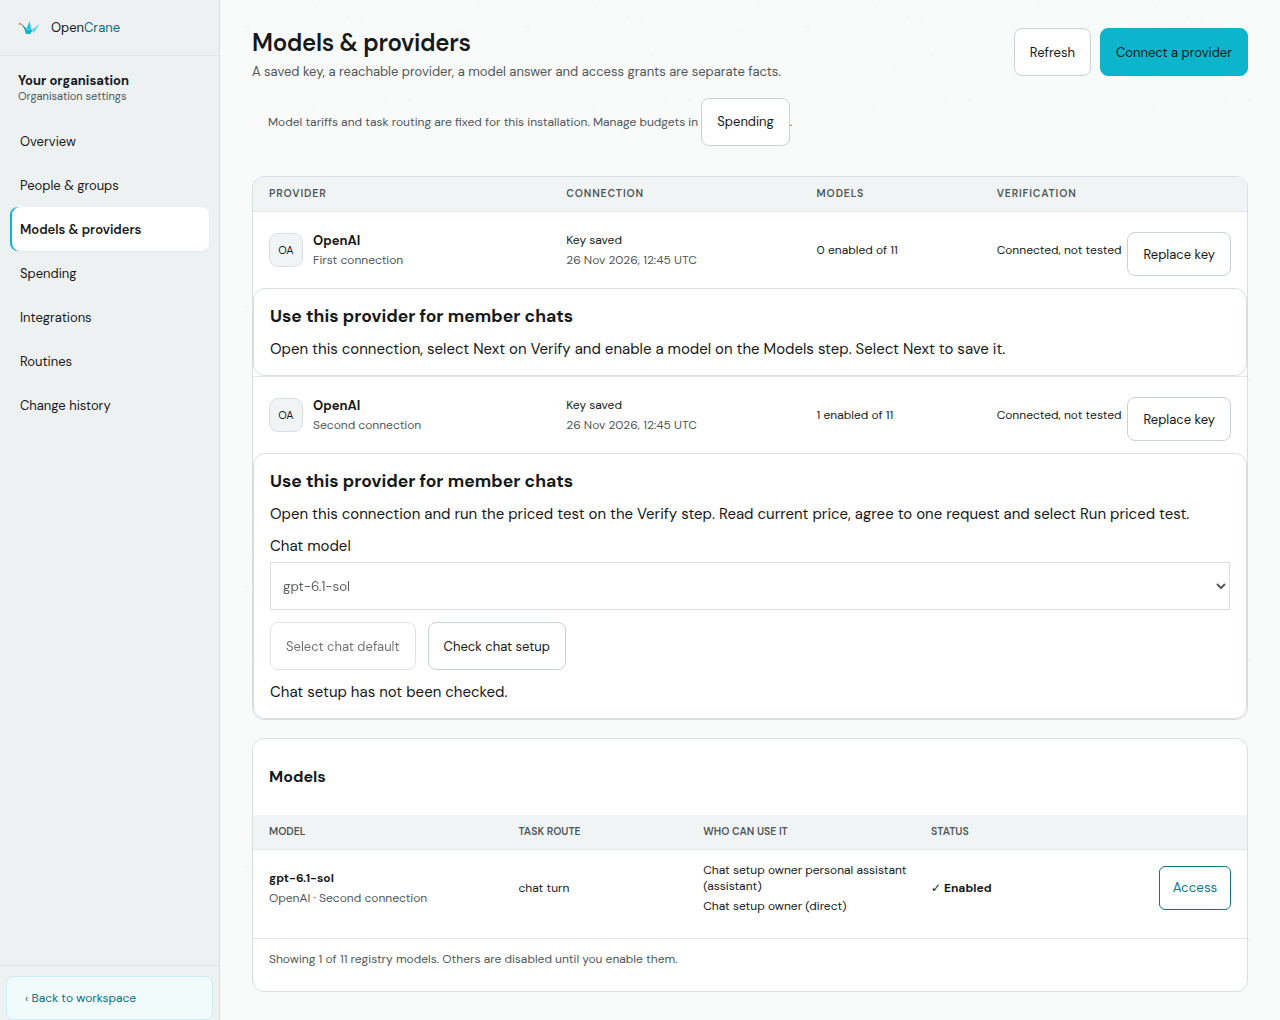 OpenCrane
Your organisation
Organisation settings
Overview
People & groups
Models & providers
Spending
Integrations
Routines
Change history
‹ Back to workspace
Models & providers
A saved key, a reachable provider, a model answer and access grants are separate facts.
Refresh
Connect a provider
Model tariffs and task routing are fixed for this installation. Manage budgets in Spending.
PROVIDER CONNECTION MODELS VERIFICATION
OA OpenAI Key saved 0 enabled of 11 Connected, not tested Replace key
First connection 26 Nov 2026, 12:45 UTC
Use this provider for member chats
Open this connection, select Next on Verify and enable a model on the Models step. Select Next to save it.
OA OpenAI Key saved 1 enabled of 11 Connected, not tested Replace key
Second connection 26 Nov 2026, 12:45 UTC
Use this provider for member chats
Open this connection and run the priced test on the Verify step. Read current price, agree to one request and select Run priced test.
Chat model
gpt-6.1-sol
Select chat default Check chat setup
Chat setup has not been checked.
Models
MODEL TASK ROUTE WHO CAN USE IT STATUS
gpt-6.1-sol chat turn Chat setup owner personal assistant ✓ Enabled Access
OpenAI · Second connection (assistant)
Chat setup owner (direct)
Showing 1 of 11 registry models. Others are disabled until you enable them.